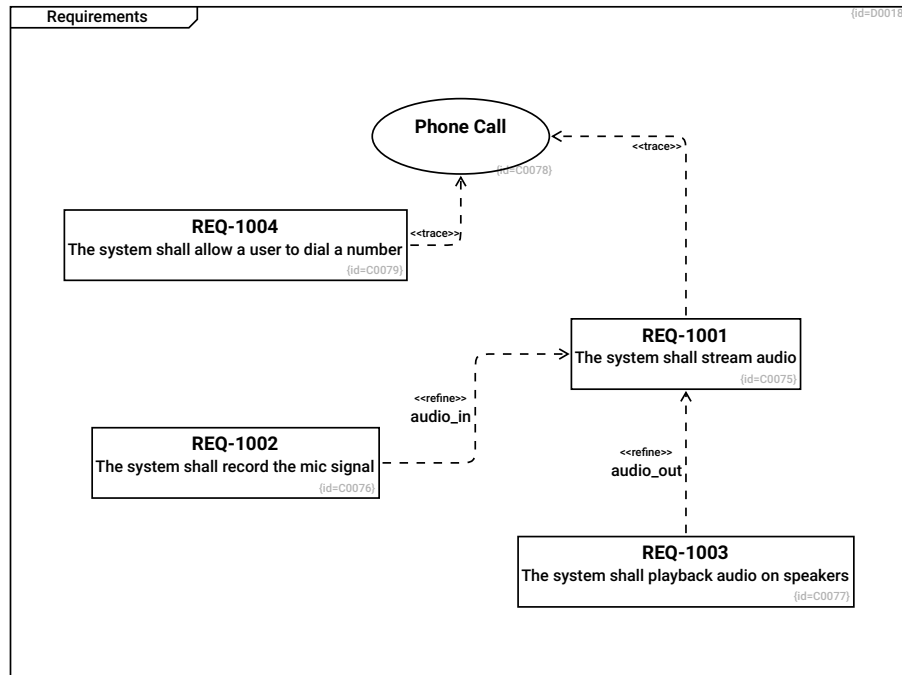 Requirements
{id=D0018
Phone Call
{id=C0078}
<<trace>>
REQ-1004
The system shall allow a user to dial a number
{id=C0079}
<<trace>>
REQ-1001
The system shall stream audio
{id=C0075}
<<refine>>
audio_in
REQ-1002
The system shall record the mic signal
{id=C0076}
<<refine>>
audio_out
REQ-1003
The system shall playback audio on speakers
{id=C0077}